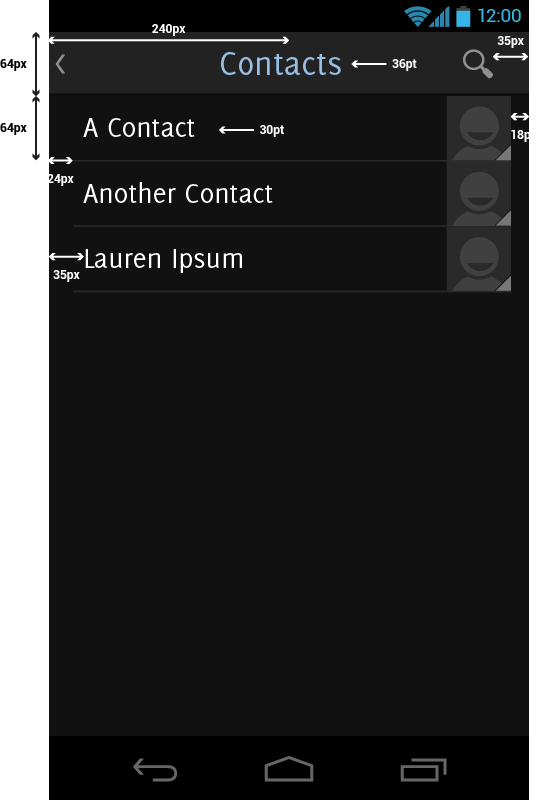 12:00
240px
35px
64px
Contacts
36pt
64px
A Contact
30pt
18p
24px
Another Contact
35px
Lauren Ipsum